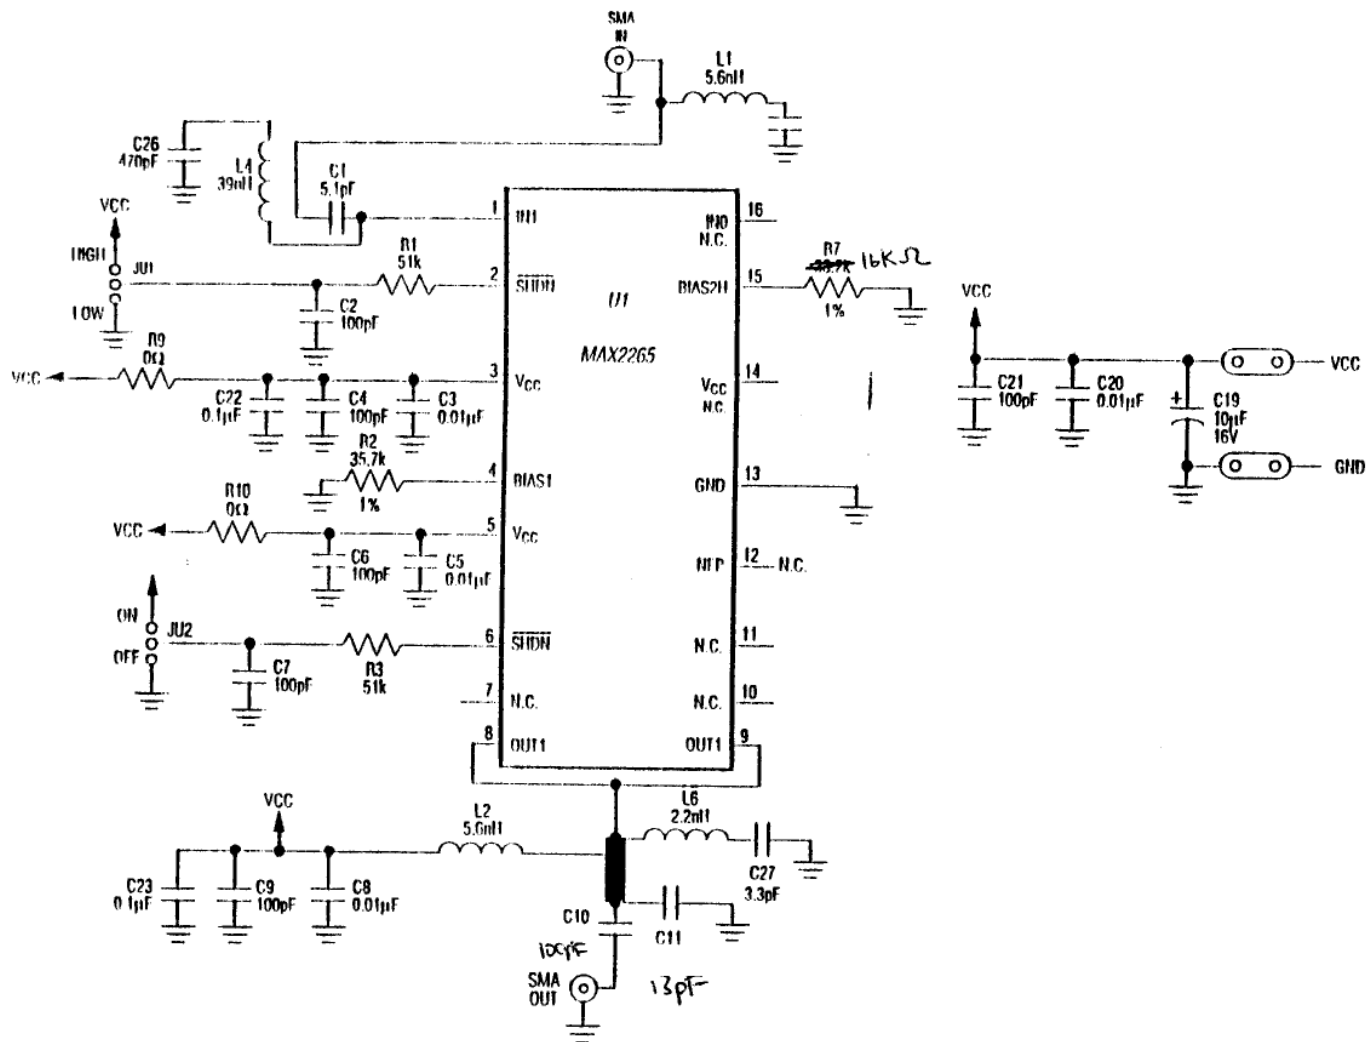 SMA
IN
L1
5.6nH
C26
470pF
L4
39nH
C1
5.1pF
VCC
HIGH
JU1
LOW
R1
51k
C2
100pF
1
IN1
2
SHDN
3
VCC
4
BIAS1
5
VCC
6
SHDN
7
N.C.
8
OUT1
U1
MAX2265
16
IN0
N.C.
15
BIAS2H
14
VCC
N.C.
13
GND
12
N.C.
11
N.C.
10
N.C.
9
OUT1
R7
16KΩ
1%
R9
0Ω
VCC
C22
0.1µF
C4
100pF
C3
0.01µF
R2
35.7k
1%
R10
0Ω
VCC
C6
100pF
C5
0.01µF
ON
JU2
OFF
C7
100pF
R3
51k
VCC
C21
100pF
C20
0.01µF
+
C19
10µF
16V
VCC
GND
VCC
C23
0.1µF
C9
100pF
C8
0.01µF
L2
5.6nH
L6
2.2nH
C27
3.3pF
C10
100pF
C11
13pF
SMA
OUT